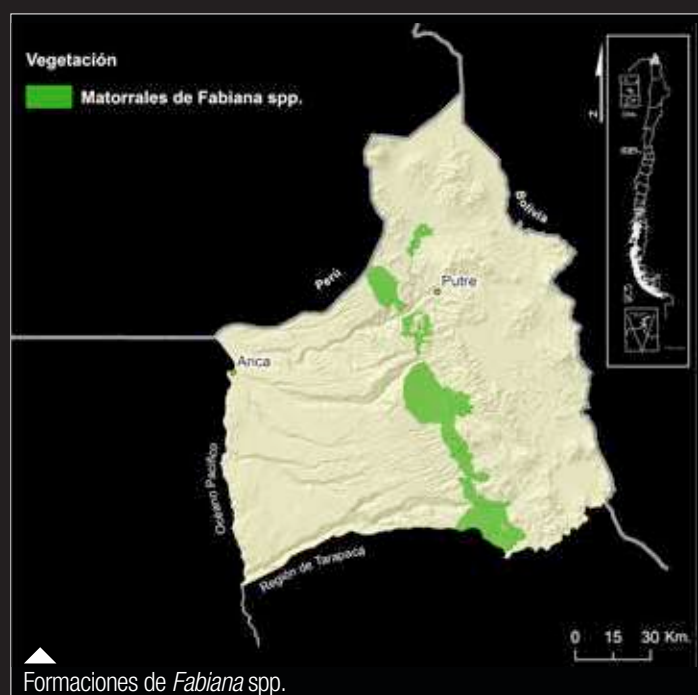 Vegetación
Matorrales de Fabiana spp.
N
Bolivia
Perú
Putre
Arica
Océano Pacífico
Región de Tarapacá
0 15 30 Km.
Formaciones de Fabiana spp.